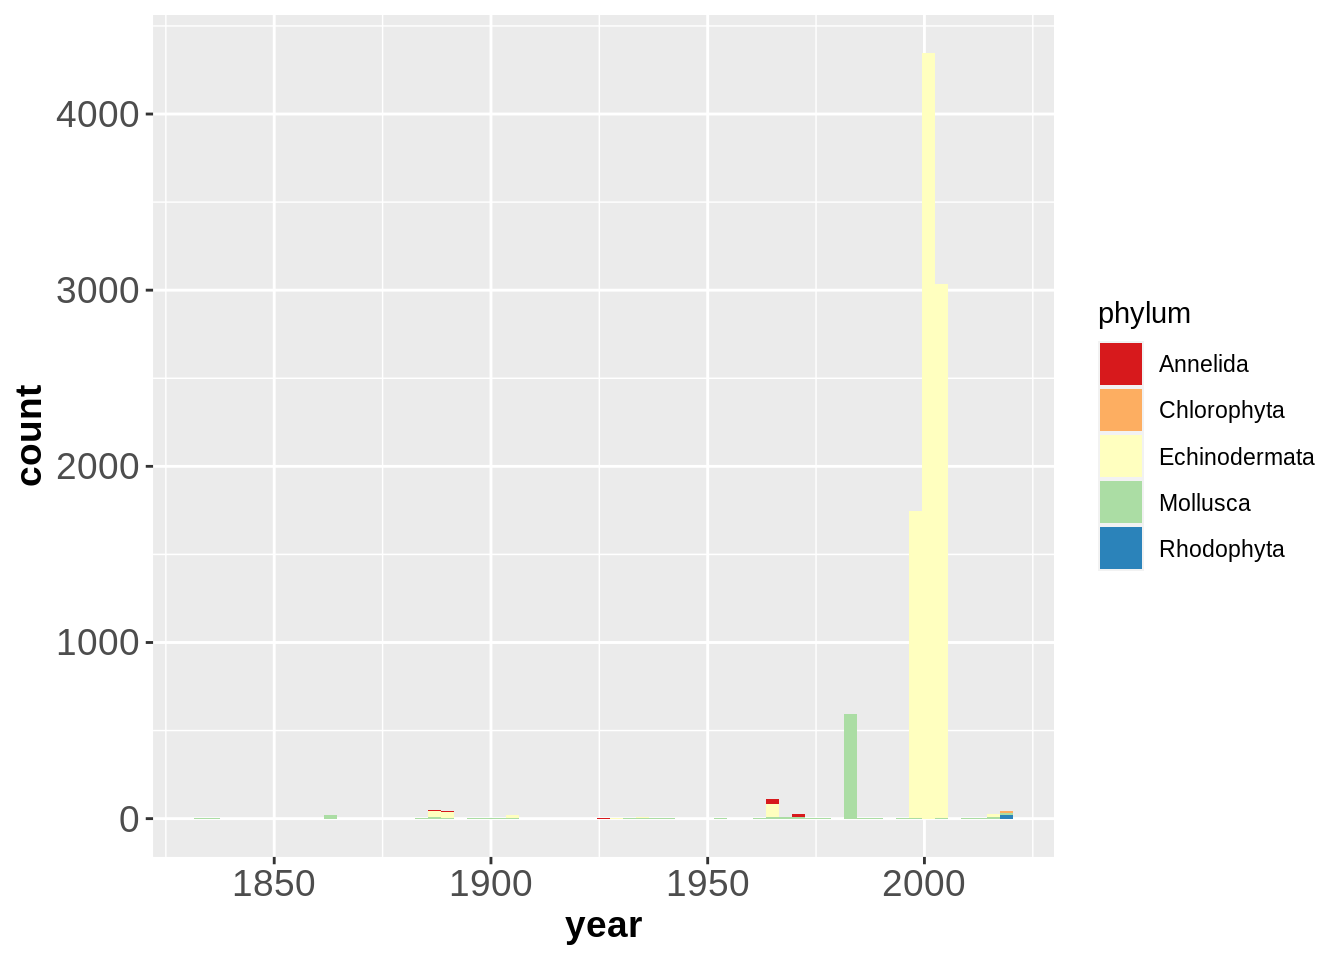 4000
3000
2000
1000
0
count
1850
1900
1950
2000
year
phylum
Annelida
Chlorophyta
Echinodermata
Mollusca
Rhodophyta